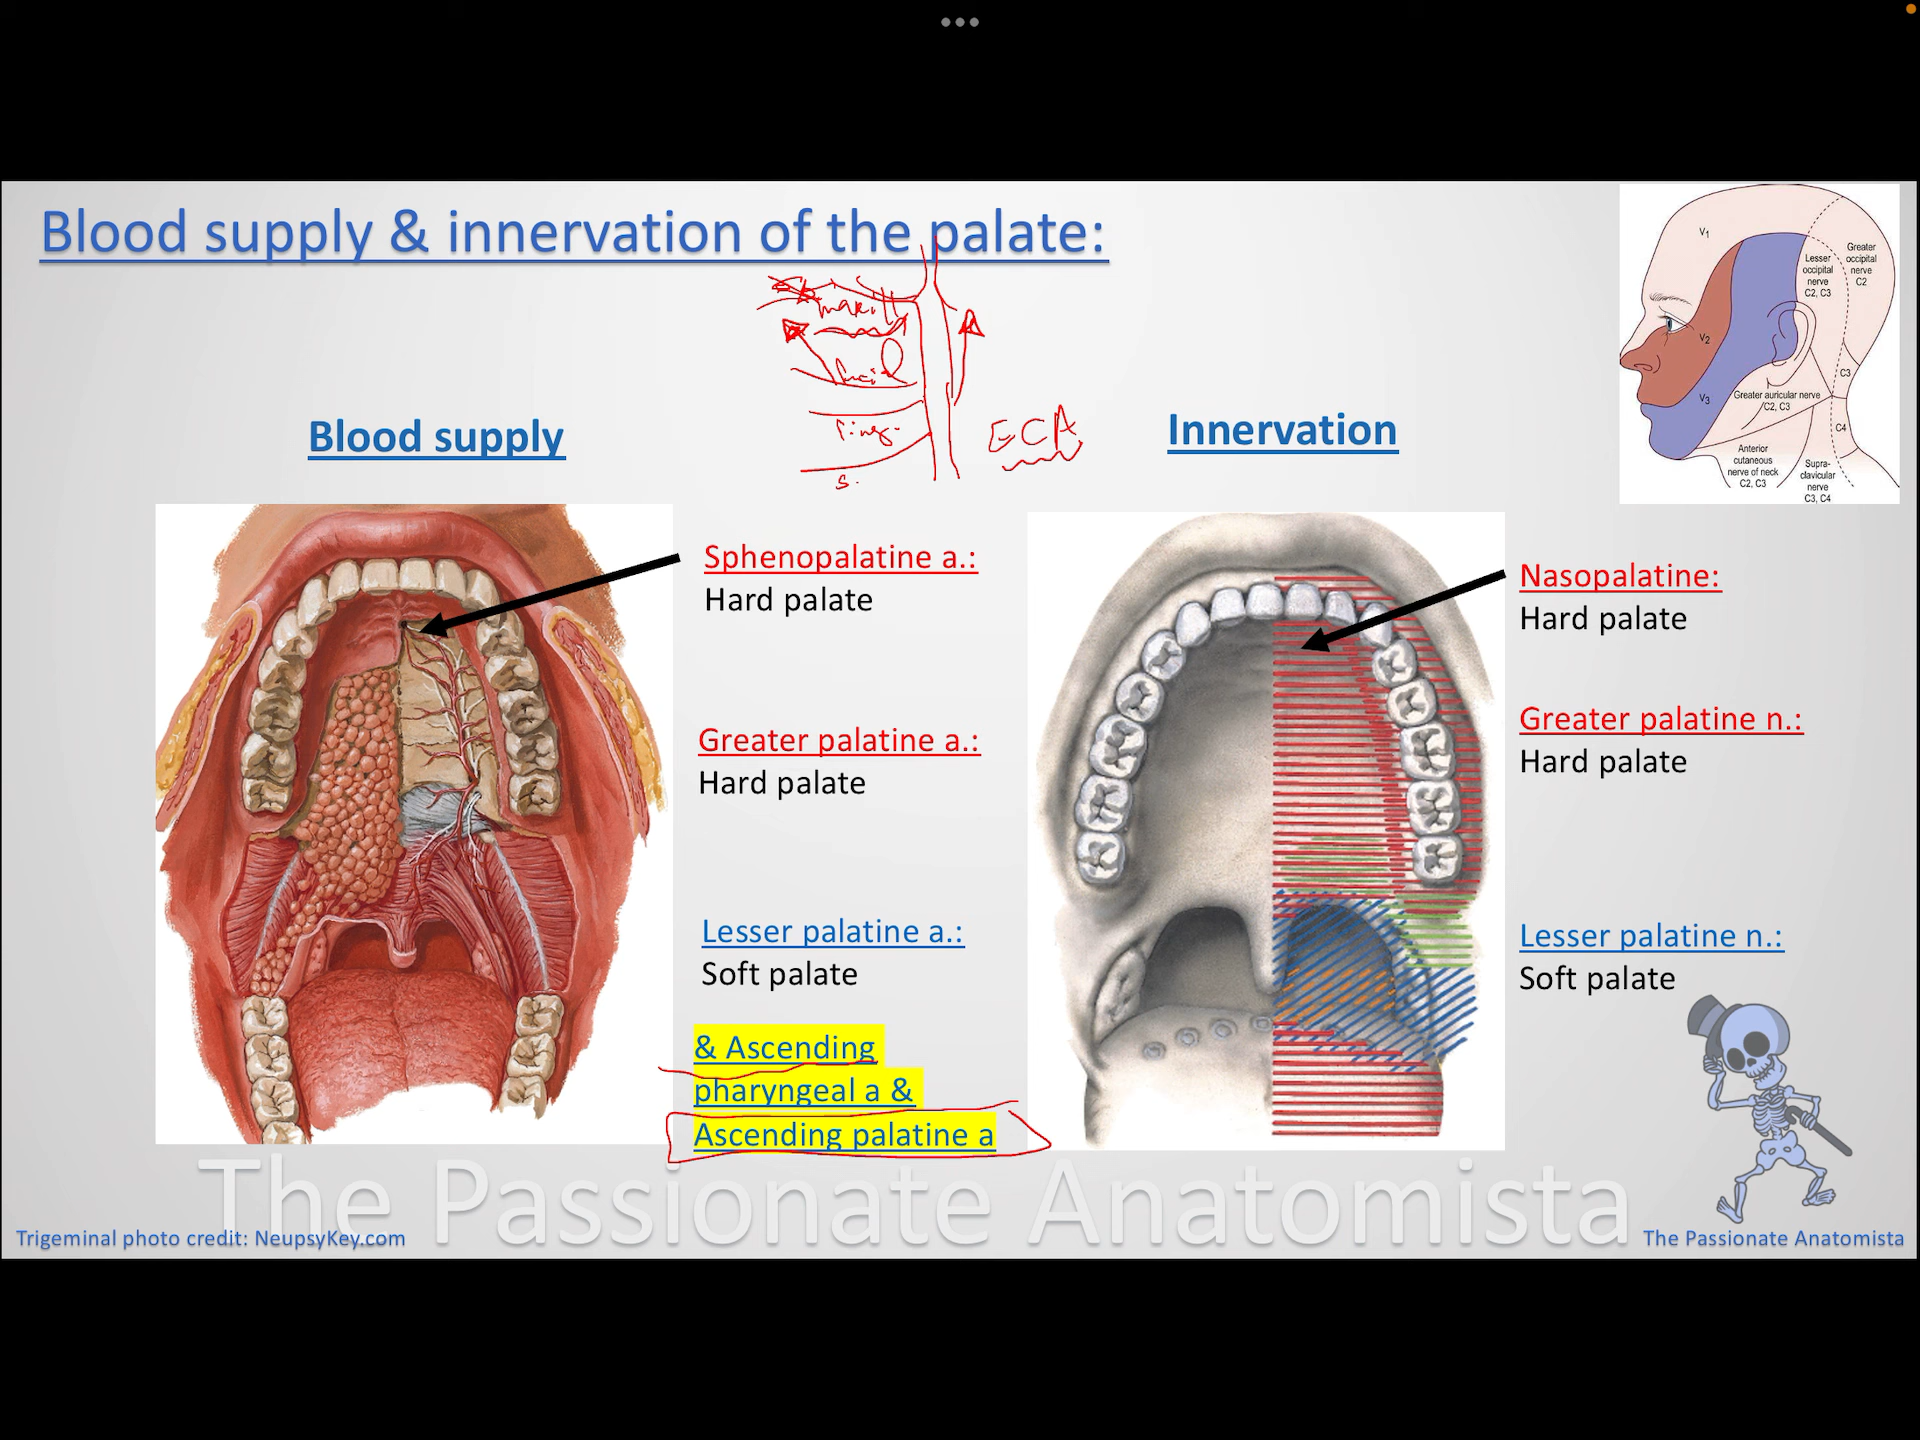 Blood supply & innervation of the palate:
maxill
facial
ling.
s.
ECA
Blood supply
Innervation
V1
V2
V3
Lesser
occipital
nerve
C2, C3
Greater
occipital
nerve
C2
C3
Greater auricular nerve
C2, C3
C4
Anterior
cutaneous
nerve of neck
C2, C3
Supra-
clavicular
nerve
C3, C4
Sphenopalatine a.:
Hard palate
Greater palatine a.:
Hard palate
Lesser palatine a.:
Soft palate
& Ascending
pharyngeal a &
Ascending palatine a
Nasopalatine:
Hard palate
Greater palatine n.:
Hard palate
Lesser palatine n.:
Soft palate
The Passionate Anatomista
Trigeminal photo credit: NeupsyKey.com
The Passionate Anatomista